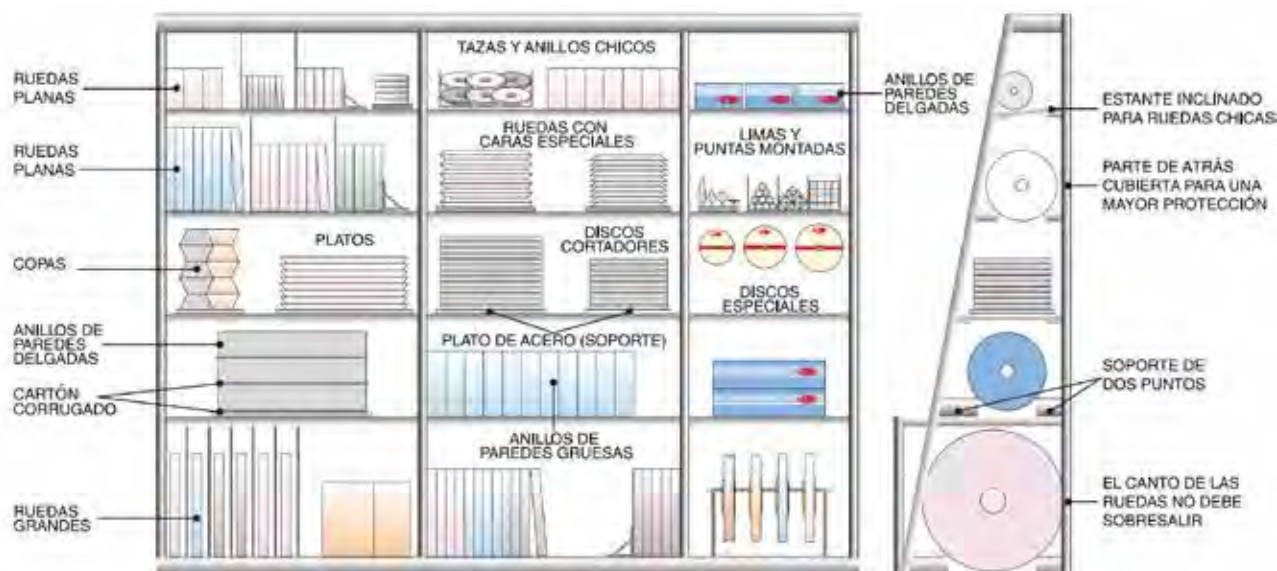 RUEDAS
PLANAS
RUEDAS
PLANAS
COPAS
ANILLOS DE
PAREDES
DELGADAS
CARTÓN
CORRUGADO
RUEDAS
GRANDES
PLATOS
TAZAS Y ANILLOS CHICOS
RUEDAS CON
CARAS ESPECIALES
DISCOS
CORTADORES
PLATO DE ACERO (SOPORTE)
ANILLOS DE
PAREDES GRUESAS
LIMAS Y
PUNTAS MONTADAS
DISCOS
ESPECIALES
ANILLOS DE
PAREDES
DELGADAS
ESTANTE INCLINADO
PARA RUEDAS CHICAS
PARTE DE ATRÁS
CUBIERTA PARA UNA
MAYOR PROTECCIÓN
SOPORTE DE
DOS PUNTOS
EL CANTO DE LAS
RUEDAS NO DEBE
SOBRESALIR